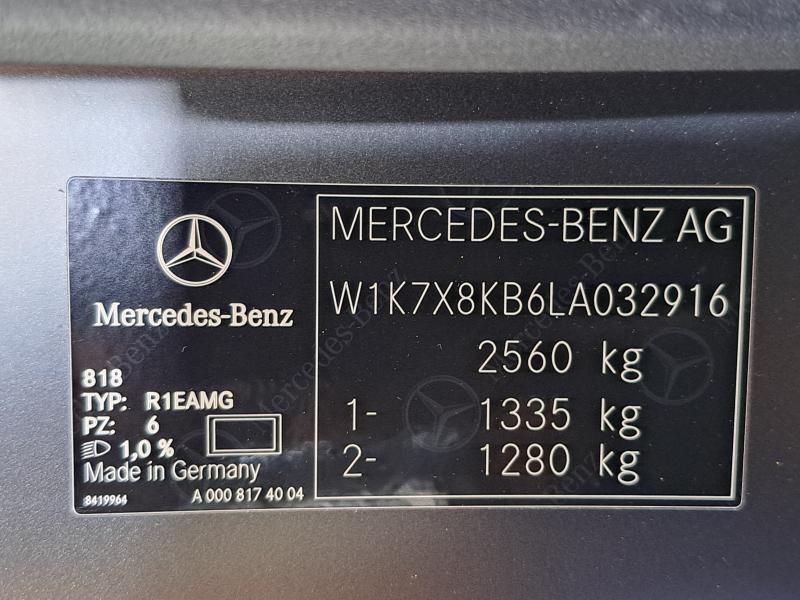 Mercedes-Benz
818
TYP: R1EAMG
PZ: 6
1,0 %
Made in Germany
8419964 A 000 817 40 04
MERCEDES-BENZ AG
W1K7X8KB6LA032916
2560 kg
1- 1335 kg
2- 1280 kg